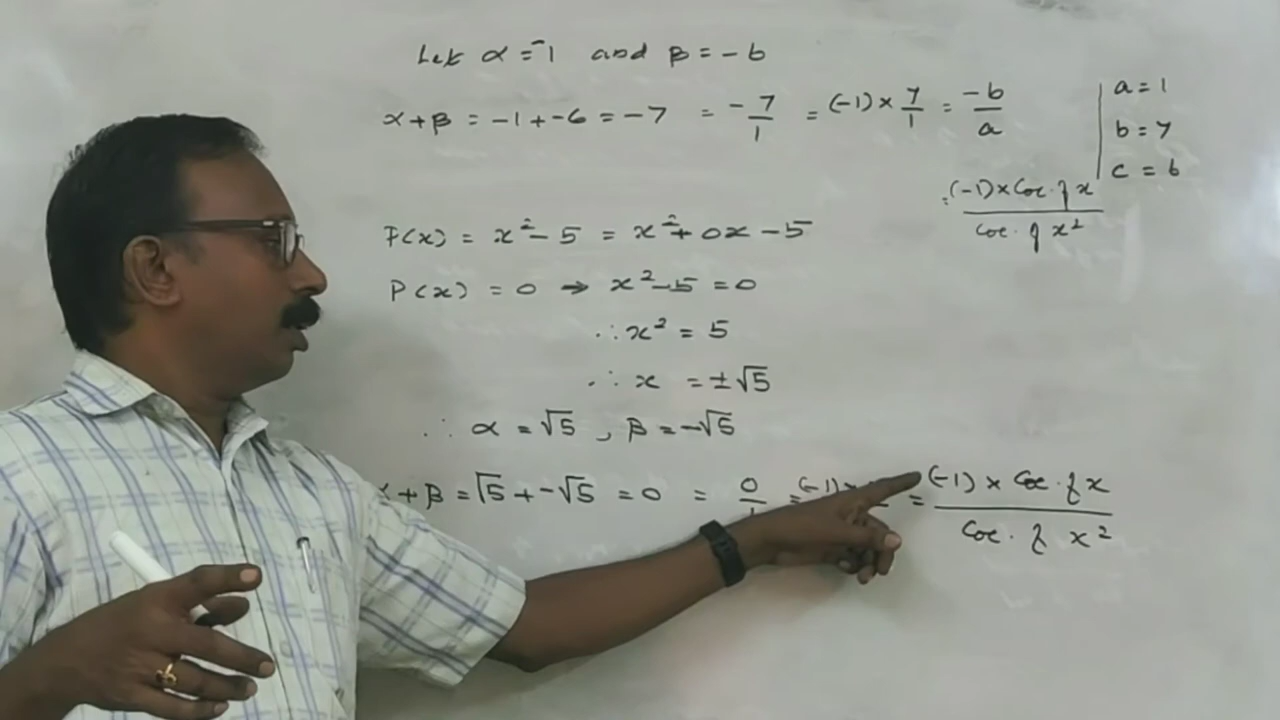 Let α = -1 and β = -6
α+β = -1 + -6 = -7 = -7/1 = (-1) × 7/1 = -b/a
a = 1
b = 7
c = 6
= (-1) × Coe. of x / Coe. of x²
P(x) = x² - 5 = x² + 0x - 5
P(x) = 0 → x² - 5 = 0
∴ x² = 5
∴ x = ±√5
∴ α = √5 , β = -√5
+ β = √5 + -√5 = 0 = 0/1 = (-1) × = (-1) × Coe. of x / Coe. of x²